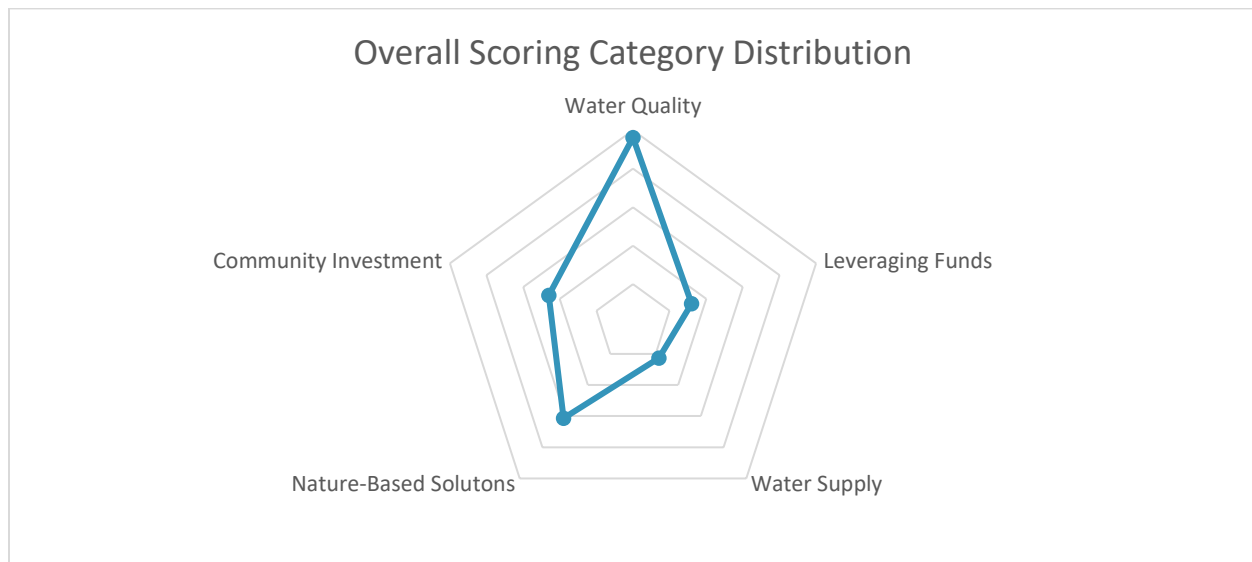 Overall Scoring Category Distribution
Water Quality
Community Investment
Leveraging Funds
Nature-Based Solutons
Water Supply